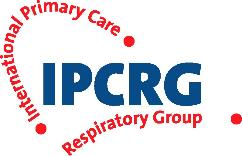 International Primary Care
IPCRG
Respiratory Group